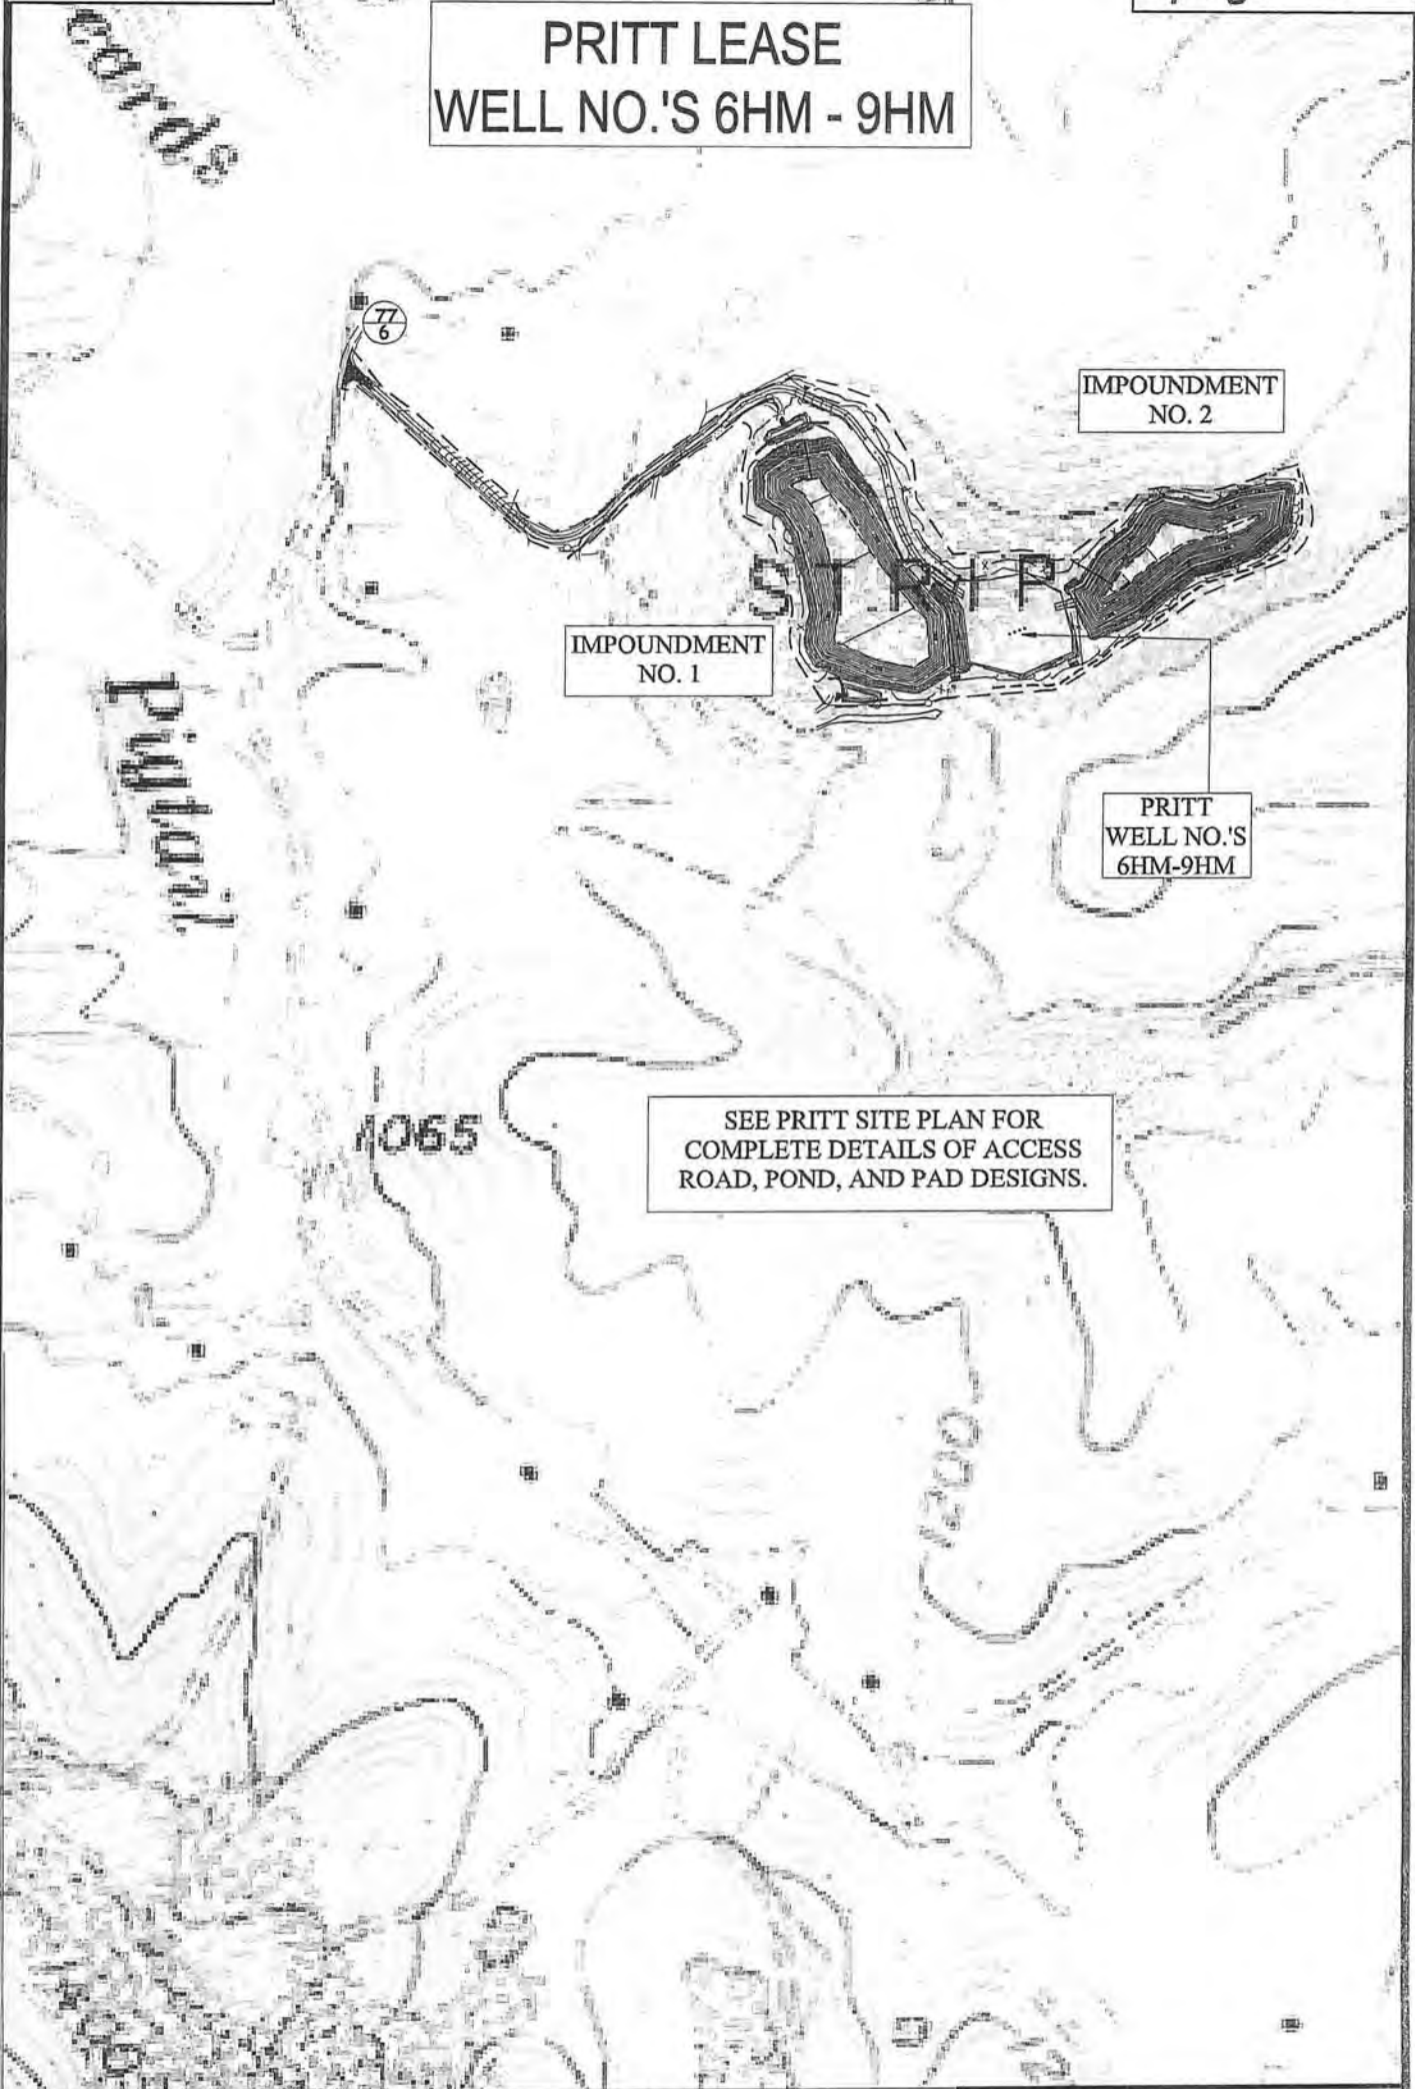 PRITT LEASE
WELL NO.'S 6HM - 9HM
77
6
IMPOUNDMENT
NO. 2
STRIP
IMPOUNDMENT
NO. 1
Pigtail
PRITT
WELL NO.'S
6HM-9HM
1065
SEE PRITT SITE PLAN FOR
COMPLETE DETAILS OF ACCESS
ROAD, POND, AND PAD DESIGNS.
1200